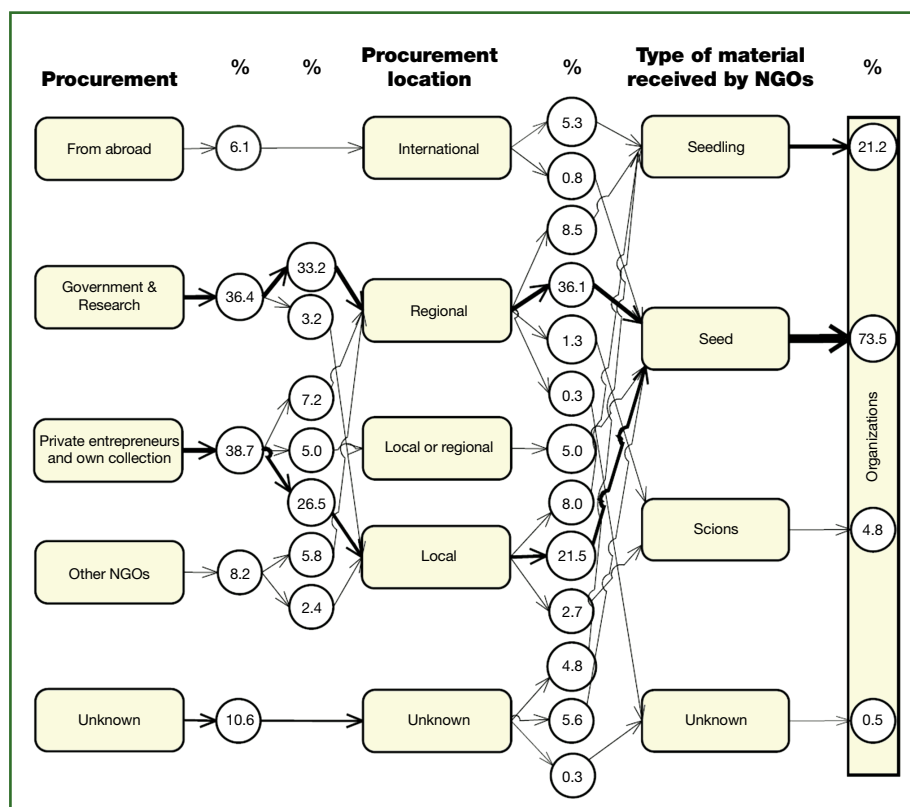 Procurement
%
%
Procurement
location
%
Type of material
received by NGOs
%
From abroad
6.1
International
5.3
0.8
Seedling
21.2
Government &
Research
36.4
33.2
3.2
Regional
8.5
36.1
1.3
0.3
Seed
73.5
Private entrepreneurs
and own collection
38.7
7.2
5.0
26.5
Local or regional
5.0
Organizations
Other NGOs
8.2
5.8
2.4
Local
8.0
21.5
2.7
Scions
4.8
Unknown
10.6
Unknown
4.8
5.6
0.3
Unknown
0.5